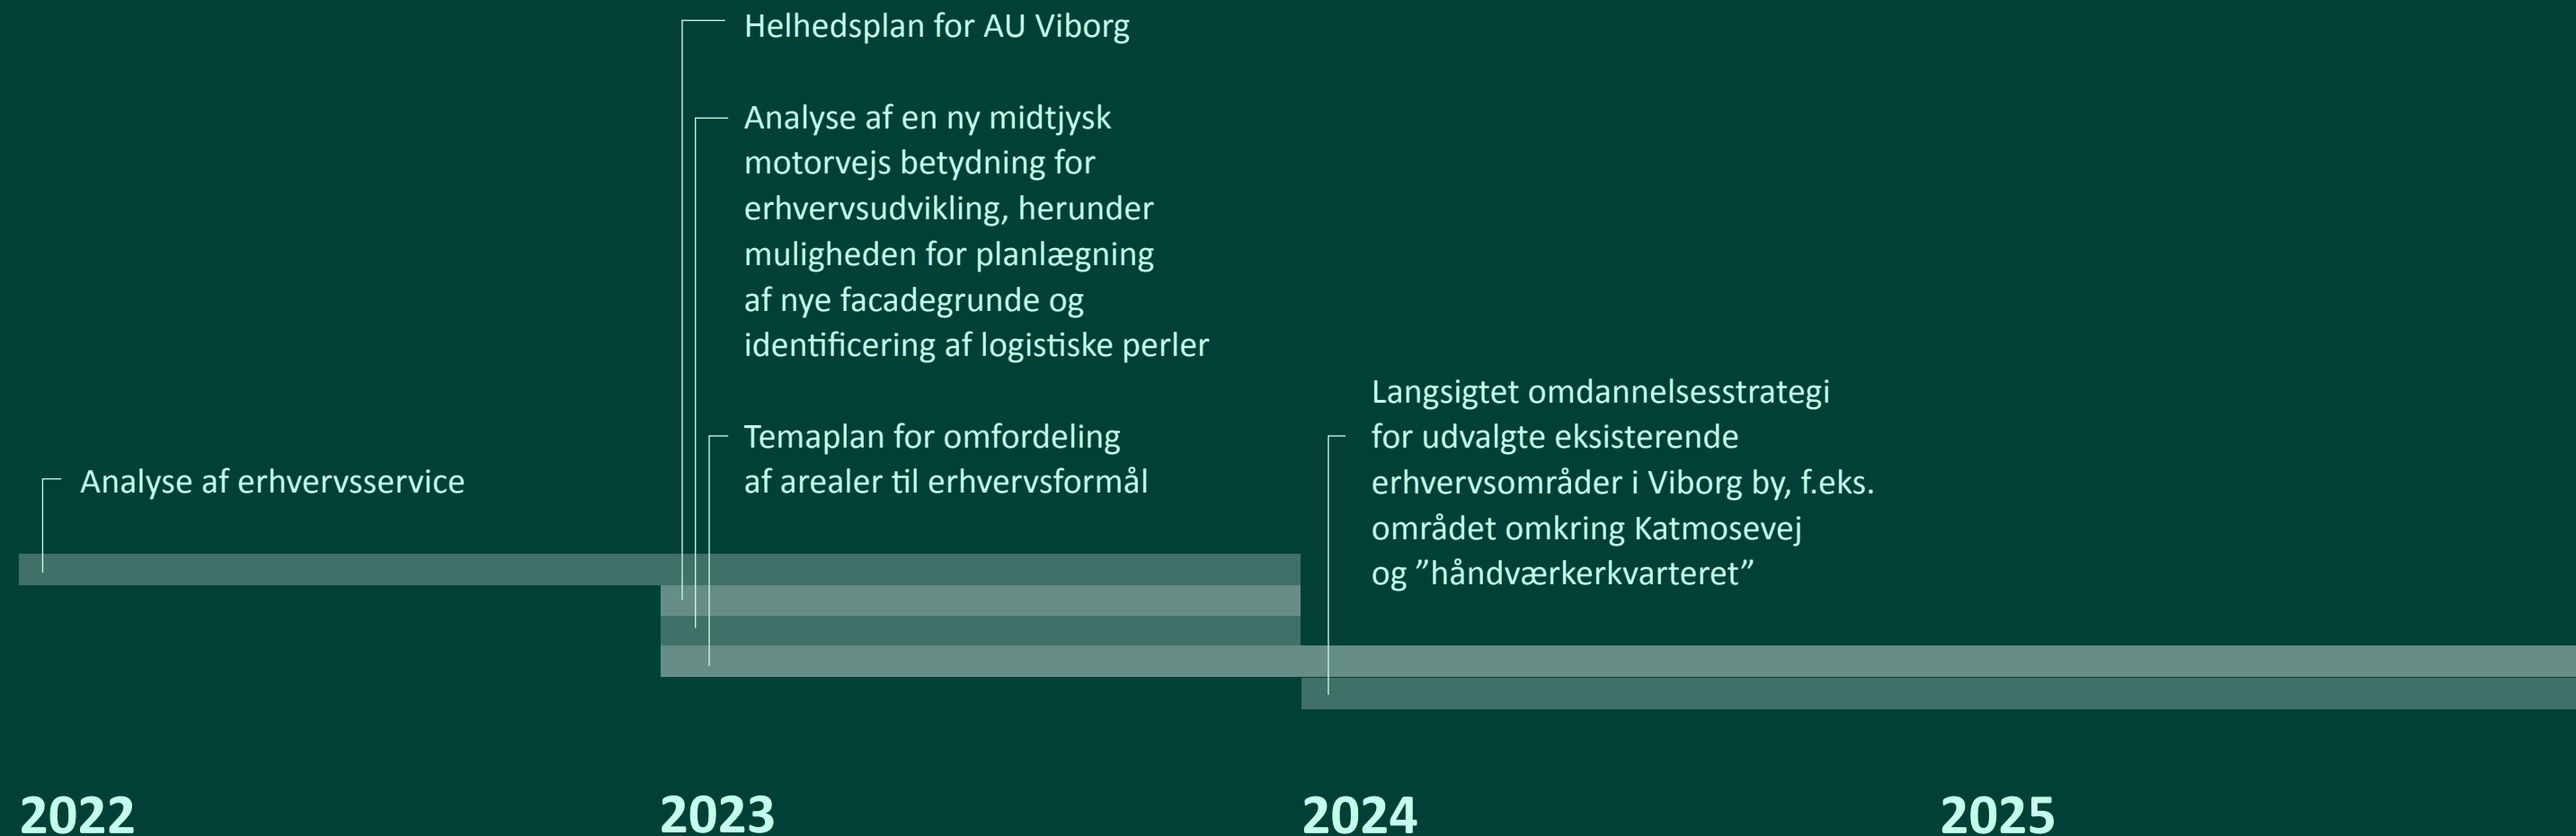 Helhedsplan for AU Viborg
Analyse af en ny midtjysk
motorvejs betydning for
erhvervsudvikling, herunder
muligheden for planlægning
af nye facadegrunde og
identificering af logistiske perler
Temaplan for omfordeling
af arealer til erhvervsformål
Analyse af erhvervsservice
Langsigtet omdannelsesstrategi
for udvalgte eksisterende
erhvervsområder i Viborg by, f.eks.
området omkring Katmosevej
og ”håndværkerkvarteret”
2022
2023
2024
2025